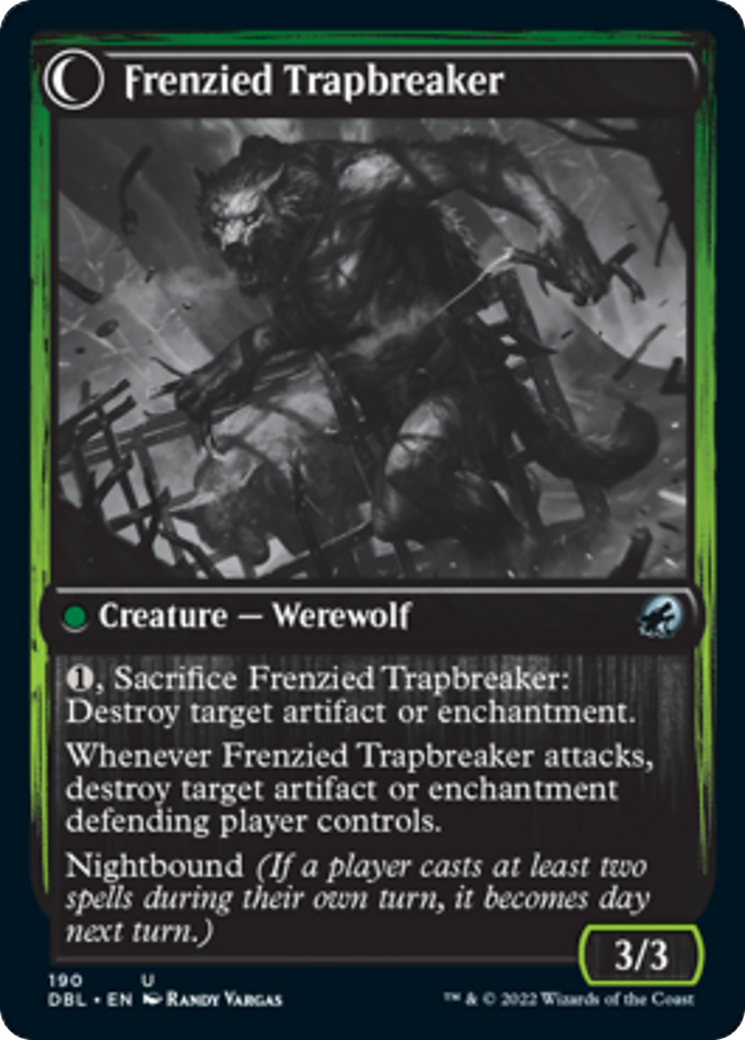 Frenzied Trapbreaker
Creature — Werewolf
1, Sacrifice Frenzied Trapbreaker:
Destroy target artifact or enchantment.
Whenever Frenzied Trapbreaker attacks,
destroy target artifact or enchantment
defending player controls.
Nightbound (If a player casts at least two
spells during their own turn, it becomes day
next turn.)
3/3
190 U
DBL • EN Randy Vargas
™ & © 2022 Wizards of the Coast